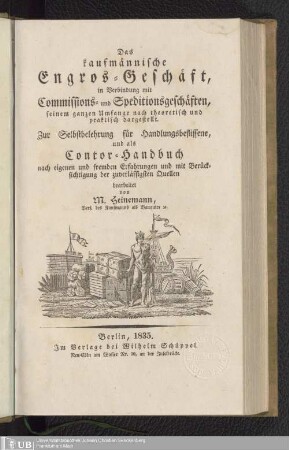 Das
kaufmännische
Engros-Geschäft,
in Verbindung mit
Commissions- und Speditionsgeschäften,
seinem ganzen Umfange nach theoretisch und
praktisch dargestellt.
Zur Selbstbelehrung für Handlungsbeflissene,
und als
Contor-Handbuch
nach eigenen und fremden Erfahrungen und mit Berück-
sichtigung der zuverlässigsten Quellen
bearbeitet
von
M. Heinemann,
Berlin, 1835.
Im Verlage bei Wilhelm Schüppel
UB